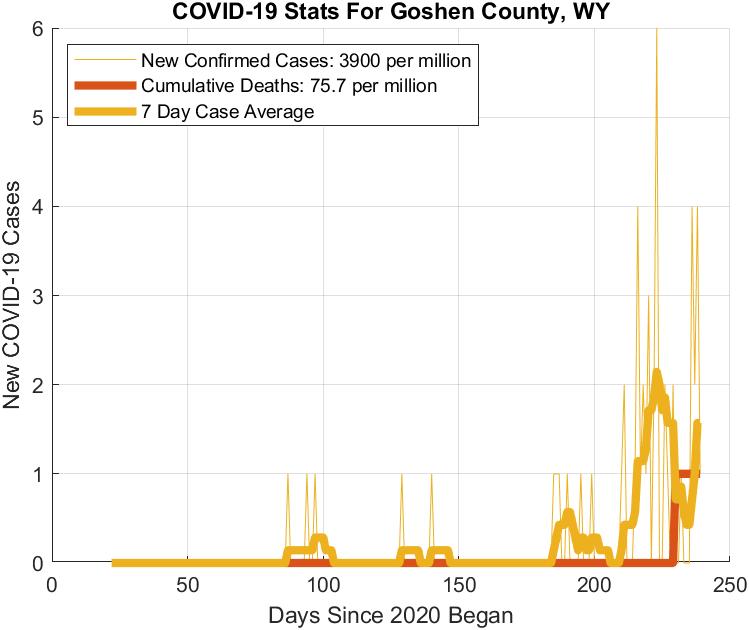 COVID-19 Stats For Goshen County, WY
New Confirmed Cases: 3900 per million
Cumulative Deaths: 75.7 per million
7 Day Case Average
New COVID-19 Cases
6
5
4
3
2
1
0
0 50 100 150 200 250
Days Since 2020 Began